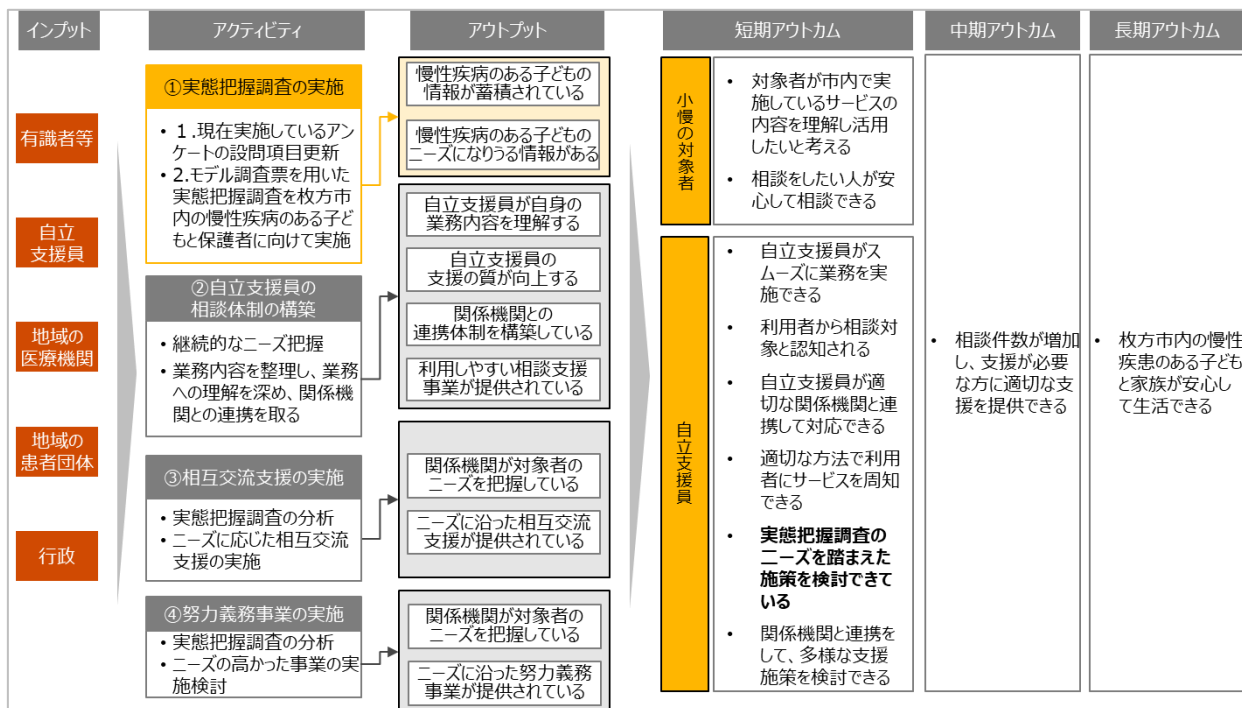 インプット
アクティビティ
アウトプット
短期アウトカム
中期アウトカム
長期アウトカム
有識者等
自立
支援員
地域の
医療機関
地域の
患者団体
行政
①実態把握調査の実施
• １.現在実施しているアン
ケートの設問項目更新
• 2.モデル調査票を用いた
実態把握調査を枚方市
内の慢性疾病のある子ど
もと保護者に向けて実施
②自立支援員の
相談体制の構築
• 継続的なニーズ把握
• 業務内容を整理し、業務
への理解を深め、関係機
関との連携を取る
③相互交流支援の実施
• 実態把握調査の分析
• ニーズに応じた相互交流
支援の実施
④努力義務事業の実施
• 実態把握調査の分析
• ニーズの高かった事業の実
施検討
慢性疾病のある子どもの
情報が蓄積されている
慢性疾病のある子どもの
ニーズになりうる情報がある
自立支援員が自身の
業務内容を理解する
自立支援員の
支援の質が向上する
関係機関との
連携体制を構築している
利用しやすい相談支援
事業が提供されている
関係機関が対象者の
ニーズを把握している
ニーズに沿った相互交流
支援が提供されている
関係機関が対象者の
ニーズを把握している
ニーズに沿った努力義務
事業が提供されている
小慢の対象者
• 対象者が市内で実
施しているサービスの
内容を理解し活用
したいと考える
• 相談をしたい人が安
心して相談できる
自立支援員
• 自立支援員がス
ムーズに業務を実
施できる
• 利用者から相談対
象と認知される
• 自立支援員が適
切な関係機関と連
携して対応できる
• 適切な方法で利用
者にサービスを周知
できる
• 実態把握調査の
ニーズを踏まえた
施策を検討できて
いる
• 関係機関と連携を
して、多様な支援
施策を検討できる
• 相談件数が増加
し、支援が必要
な方に適切な支
援を提供できる
• 枚方市内の慢性
疾患のある子ども
と家族が安心し
て生活できる